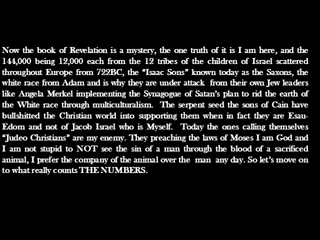 Now the book of Revelation is a mystery, the one truth of it is I am here, and the
144,000 being 12,000 each from the 12 tribes of the children of Israel scattered
throughout Europe from 722BC, the "Isaac Sons" known today as the Saxons, the
white race from Adam and is why they are under attack from their own Jew leaders
like Angela Merkel implementing the Synagogue of Satan's plan to rid the earth of
the White race through multiculturalism. The serpent seed the sons of Cain have
bullshitted the Christian world into supporting them when in fact they are Esau-
Edom and not of Jacob Israel who is Myself. Today the ones calling themselves
"Judeo Christians" are my enemy. They preaching the laws of Moses I am God and
I am not stupid to NOT see the sin of a man through the blood of a sacrificed
animal, I prefer the company of the animal over the man any day. So let's move on
to what really counts THE NUMBERS.